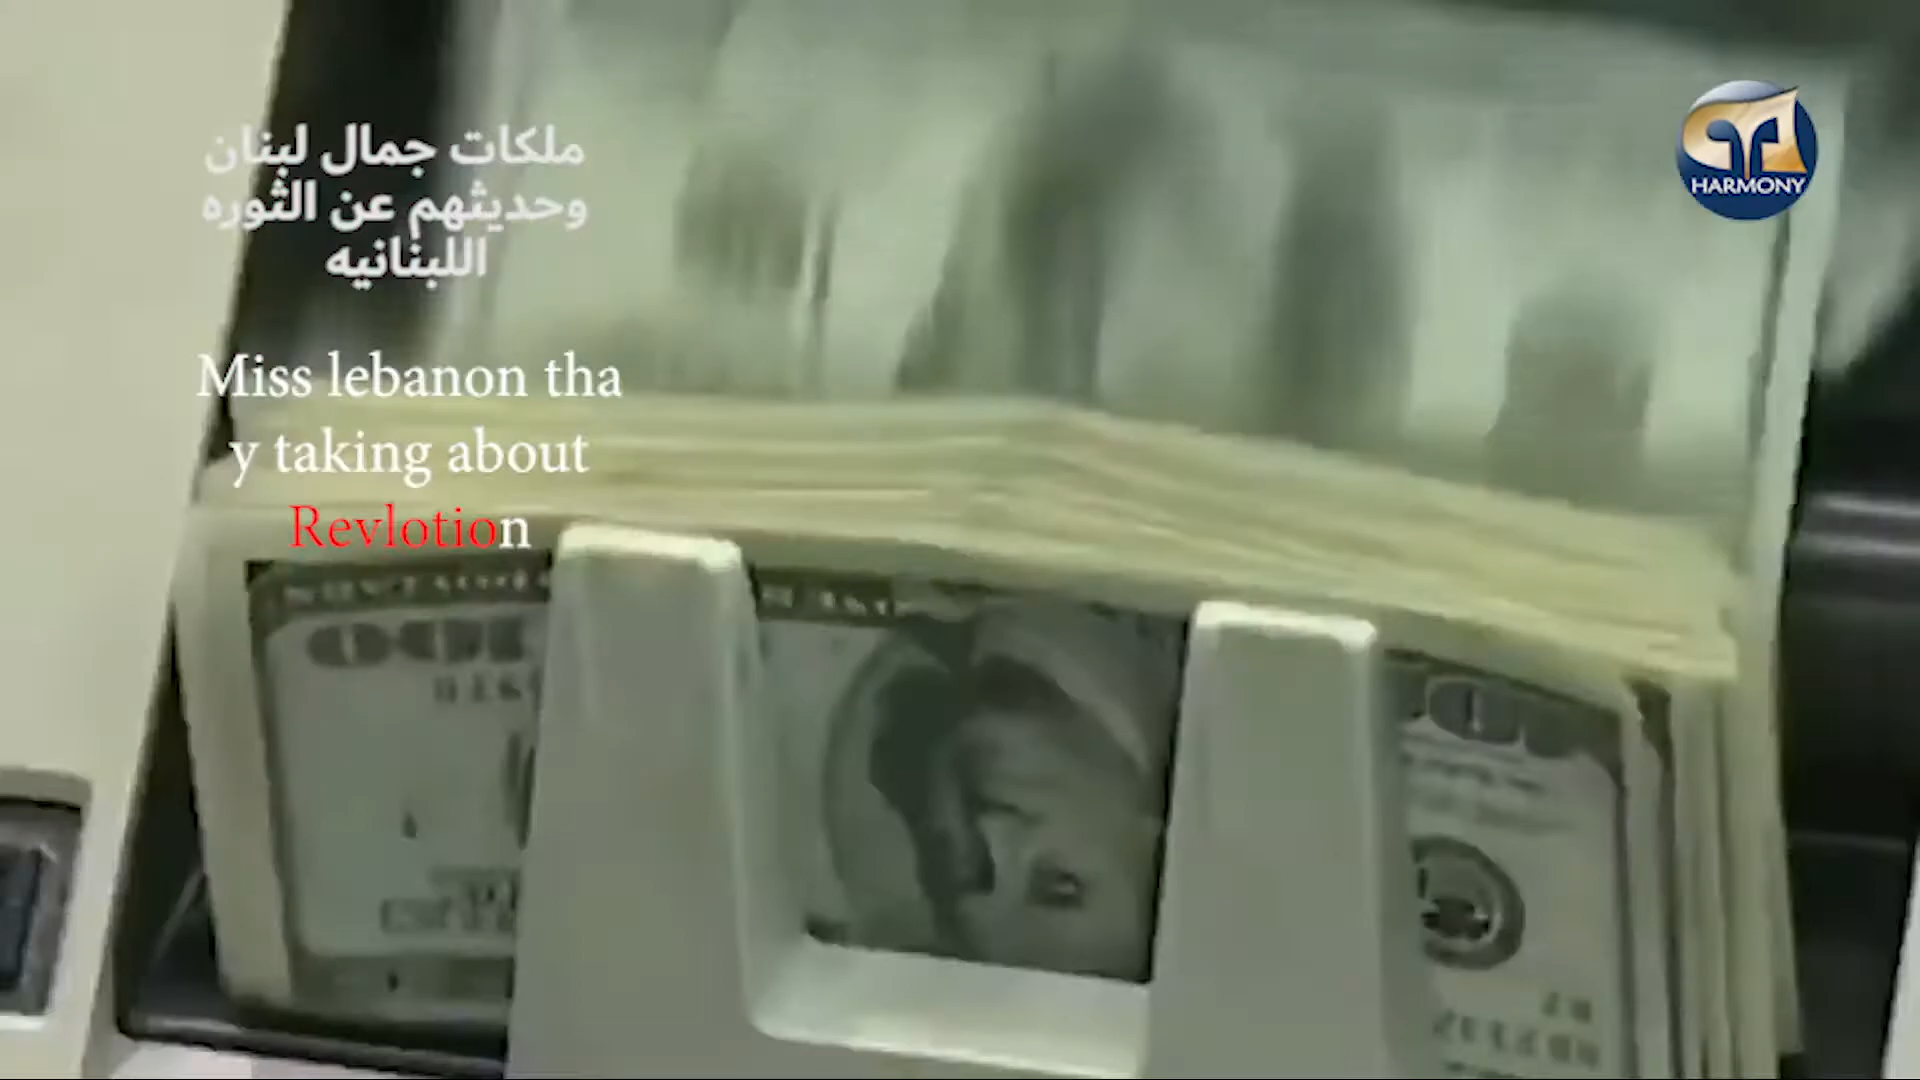 ملكات جمال لبنان
وحديثهم عن الثوره
اللبنانيه
Miss lebanon tha
y taking about
Revlotion
HARMONY